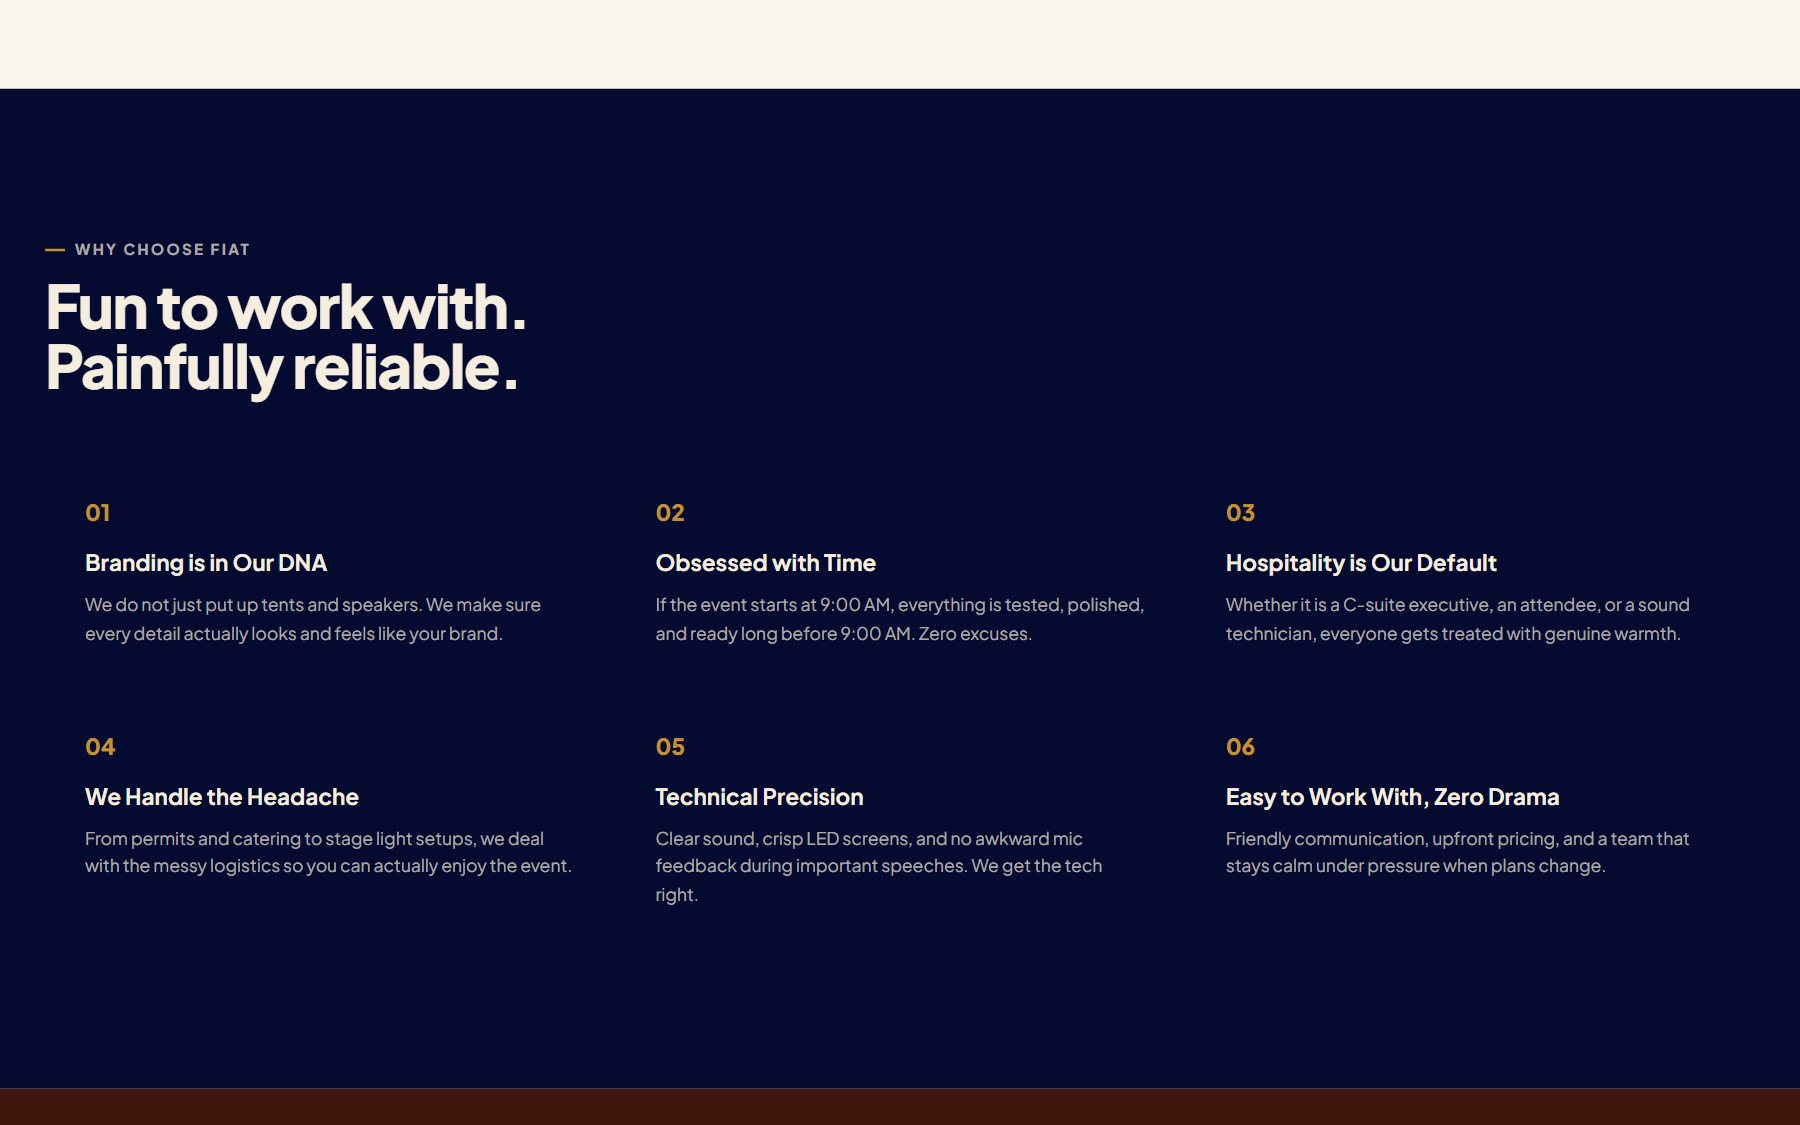 WHY CHOOSE FIAT
Fun to work with.
Painfully reliable.
01
Branding is in Our DNA
We do not just put up tents and speakers. We make sure
every detail actually looks and feels like your brand.
02
Obsessed with Time
If the event starts at 9:00 AM, everything is tested, polished,
and ready long before 9:00 AM. Zero excuses.
03
Hospitality is Our Default
Whether it is a C-suite executive, an attendee, or a sound
technician, everyone gets treated with genuine warmth.
04
We Handle the Headache
From permits and catering to stage light setups, we deal
with the messy logistics so you can actually enjoy the event.
05
Technical Precision
Clear sound, crisp LED screens, and no awkward mic
feedback during important speeches. We get the tech
right.
06
Easy to Work With, Zero Drama
Friendly communication, upfront pricing, and a team that
stays calm under pressure when plans change.